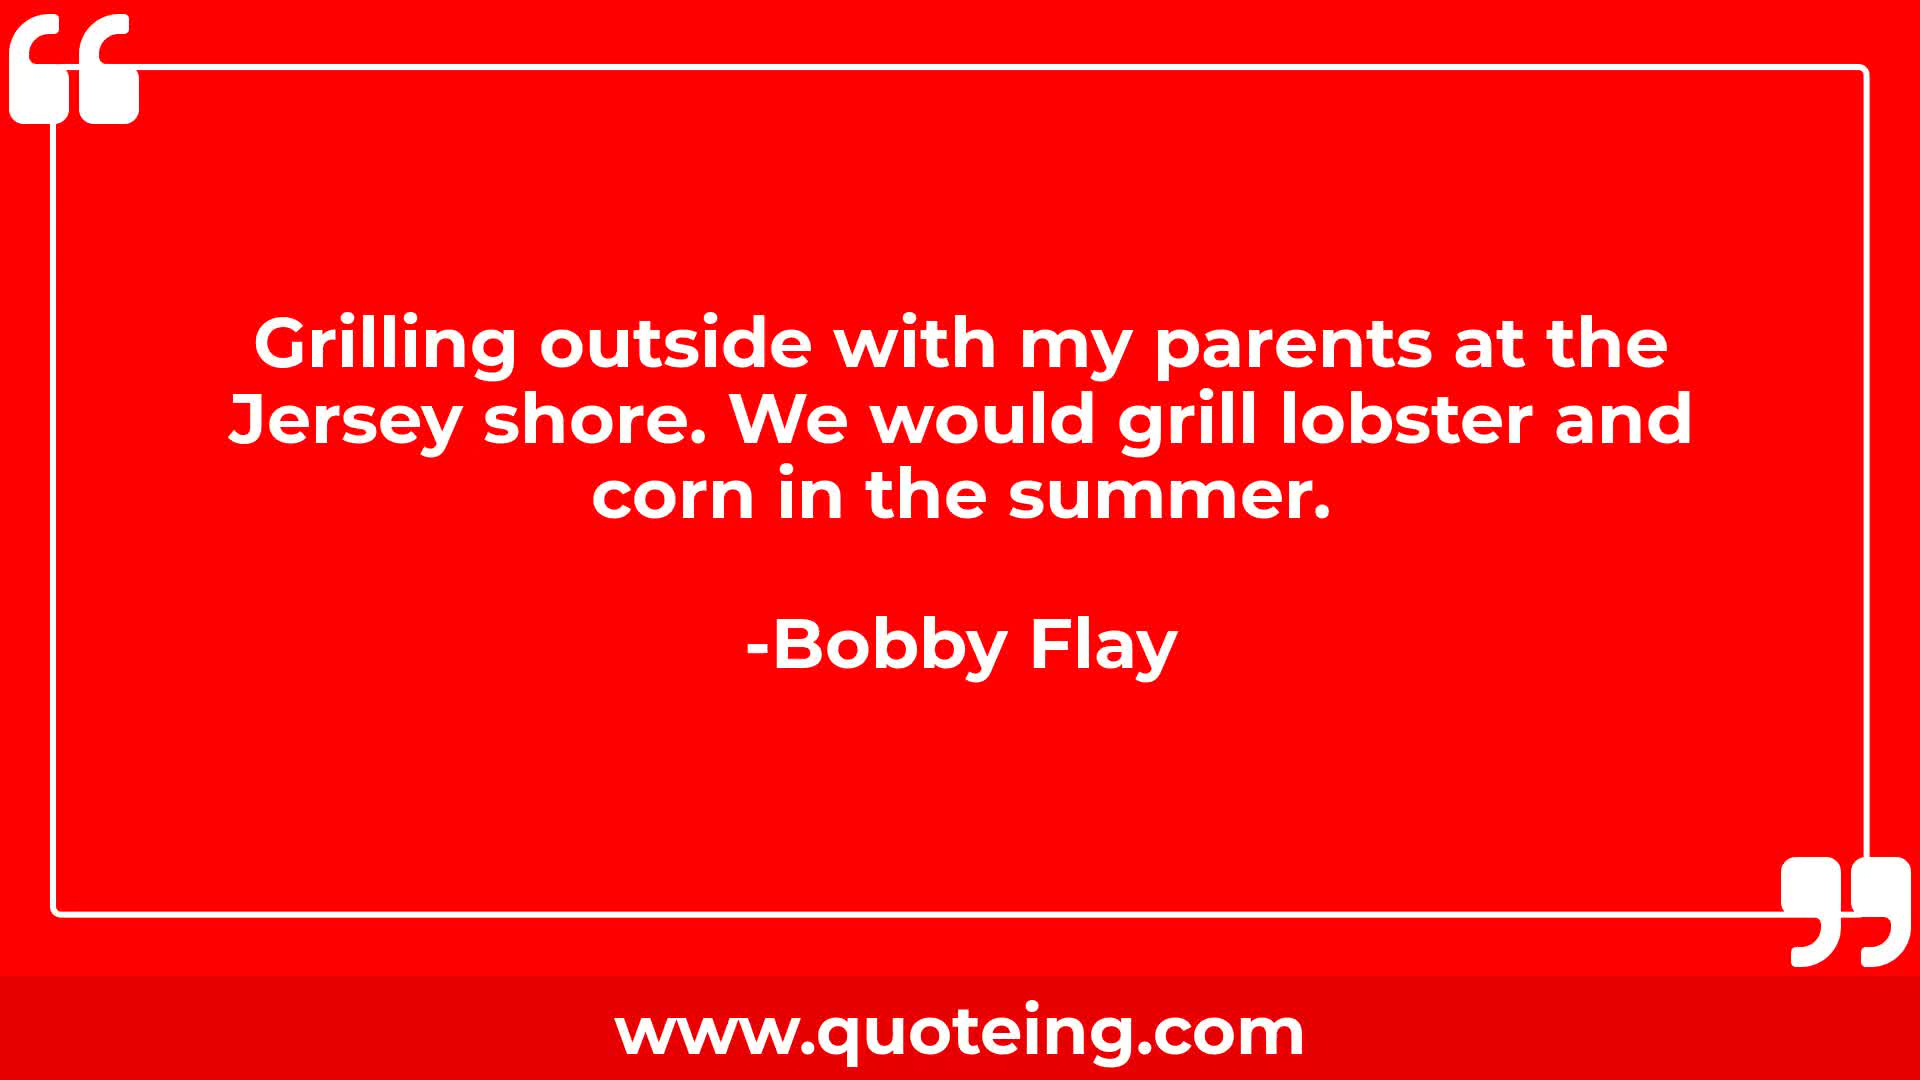 Grilling outside with my parents at the
Jersey shore. We would grill lobster and
corn in the summer.
-Bobby Flay
www.quoteing.com